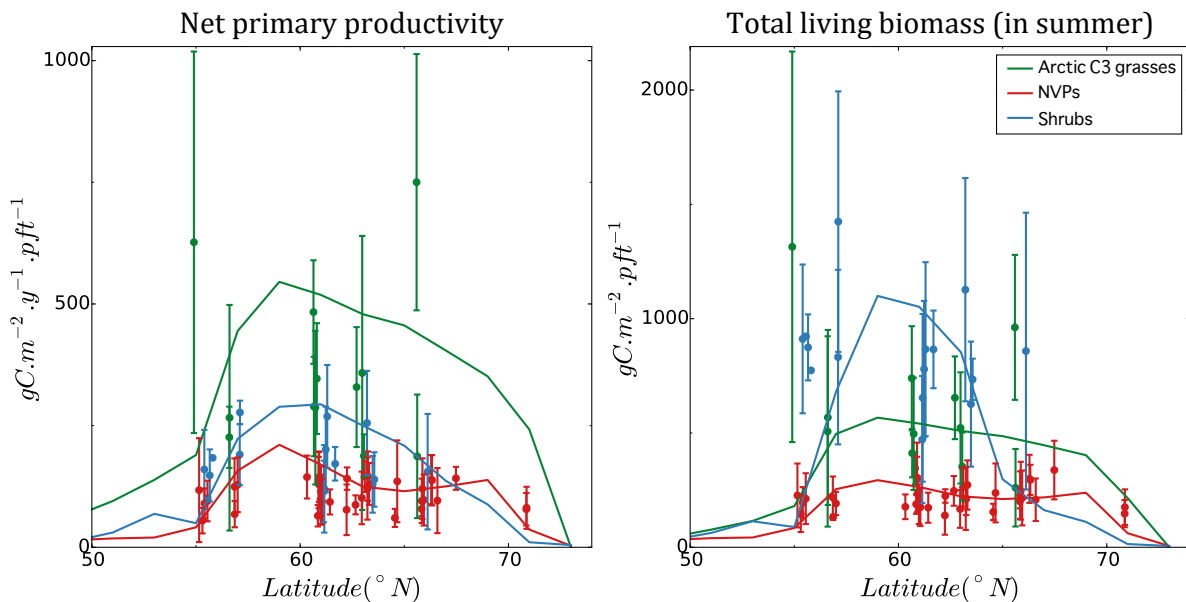 Net primary productivity
1000
500
0
gC.m⁻².y⁻¹.pft⁻¹
50
60
70
Latitude(° N)
Total living biomass (in summer)
2000
1000
0
gC.m⁻².pft⁻¹
50
60
70
Latitude(° N)
Arctic C3 grasses
NVPs
Shrubs